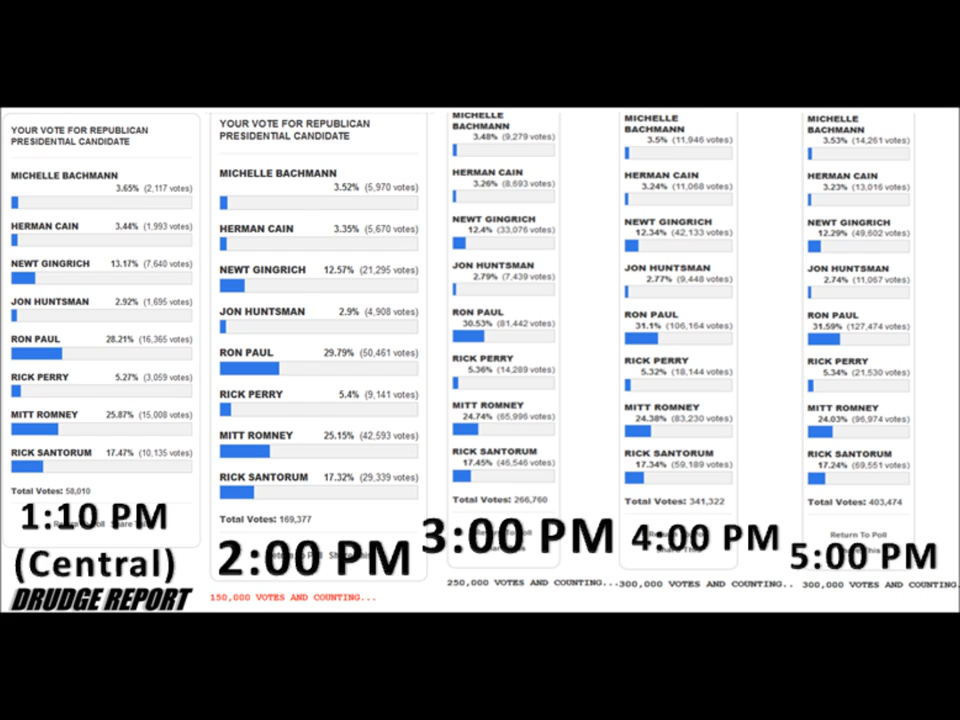 YOUR VOTE FOR REPUBLICAN
PRESIDENTIAL CANDIDATE
MICHELLE BACHMANN
3.65% (2,117 votes)
HERMAN CAIN 3.44% (1,993 votes)
NEWT GINGRICH 13.17% (7,640 votes)
JON HUNTSMAN 2.92% (1,695 votes)
RON PAUL 28.21% (16,365 votes)
RICK PERRY 5.27% (3,059 votes)
MITT ROMNEY 25.87% (15,008 votes)
RICK SANTORUM 17.47% (10,135 votes)
Total Votes: 58,010
1:10 PM
(Central)
DRUDGE REPORT
YOUR VOTE FOR REPUBLICAN
PRESIDENTIAL CANDIDATE
MICHELLE BACHMANN
3.52% (5,970 votes)
HERMAN CAIN 3.35% (5,670 votes)
NEWT GINGRICH 12.57% (21,295 votes)
JON HUNTSMAN 2.9% (4,908 votes)
RON PAUL 29.79% (50,461 votes)
RICK PERRY 5.4% (9,141 votes)
MITT ROMNEY 25.15% (42,593 votes)
RICK SANTORUM 17.32% (29,339 votes)
Total Votes: 169,377
2:00 PM
150,000 VOTES AND COUNTING...
MICHELLE
BACHMANN
3.48% (9,279 votes)
HERMAN CAIN
3.26% (8,693 votes)
NEWT GINGRICH
12.4% (33,076 votes)
JON HUNTSMAN
2.79% (7,439 votes)
RON PAUL
30.53% (81,442 votes)
RICK PERRY
5.36% (14,289 votes)
MITT ROMNEY
24.74% (65,996 votes)
RICK SANTORUM
17.45% (46,546 votes)
Total Votes: 266,760
3:00 PM
250,000 VOTES AND COUNTING...
MICHELLE
BACHMANN
3.5% (11,946 votes)
HERMAN CAIN
3.24% (11,068 votes)
NEWT GINGRICH
12.34% (42,133 votes)
JON HUNTSMAN
2.77% (9,448 votes)
RON PAUL
31.1% (106,164 votes)
RICK PERRY
5.32% (18,144 votes)
MITT ROMNEY
24.38% (83,230 votes)
RICK SANTORUM
17.34% (59,189 votes)
Total Votes: 341,322
4:00 PM
300,000 VOTES AND COUNTING..
MICHELLE
BACHMANN
3.53% (14,261 votes)
HERMAN CAIN
3.23% (13,016 votes)
NEWT GINGRICH
12.29% (49,602 votes)
JON HUNTSMAN
2.74% (11,067 votes)
RON PAUL
31.59% (127,474 votes)
RICK PERRY
5.34% (21,530 votes)
MITT ROMNEY
24.03% (96,974 votes)
RICK SANTORUM
17.24% (69,551 votes)
Total Votes: 403,474
Return To Poll
5:00 PM
300,000 VOTES AND COUNTING.